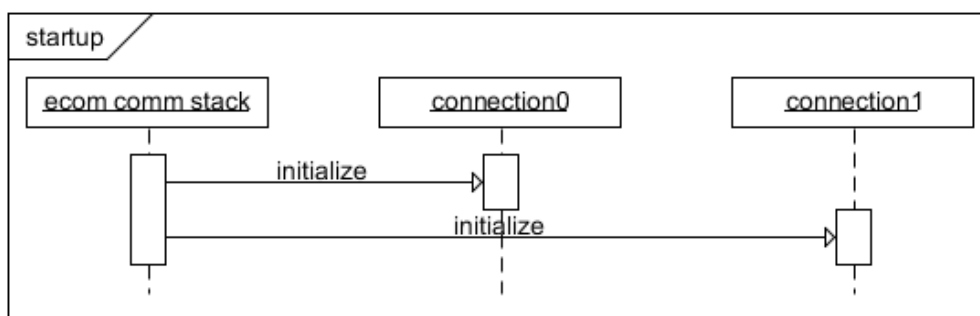 startup
ecom comm stack
connection0
connection1
initialize
initialize